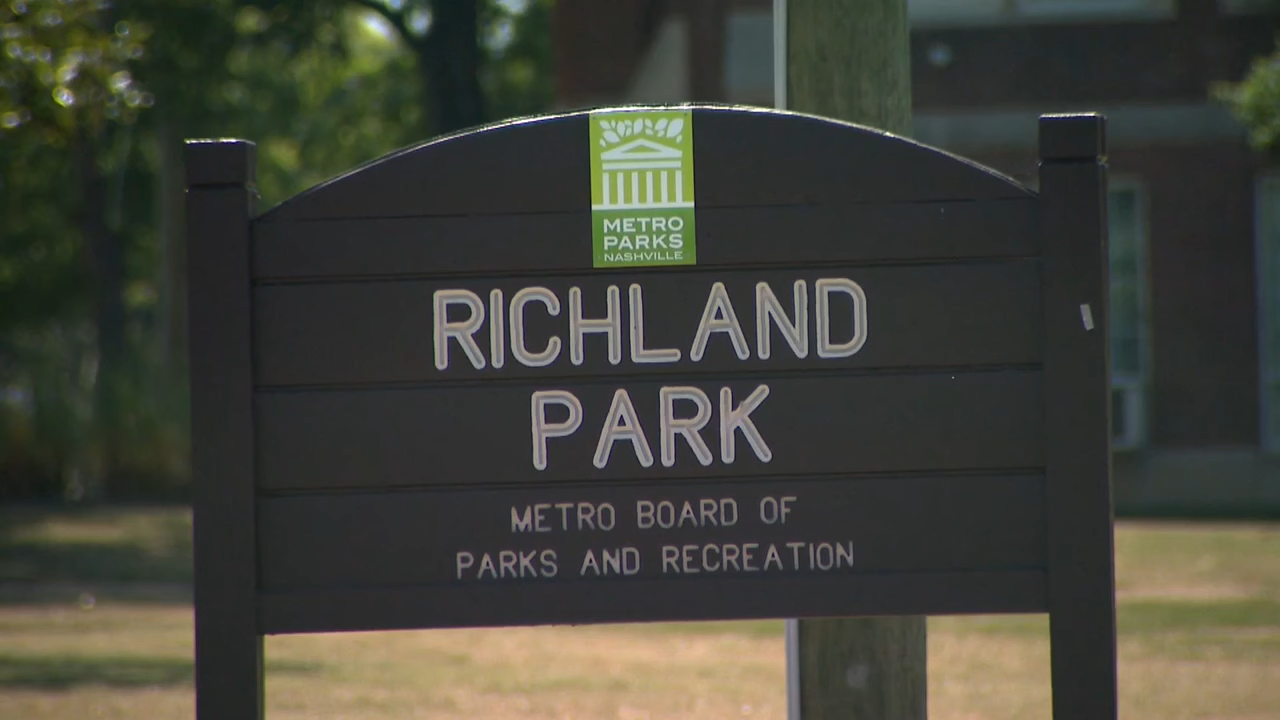 METRO
PARKS
NASHVILLE
RICHLAND
PARK
METRO BOARD OF
PARKS AND RECREATION